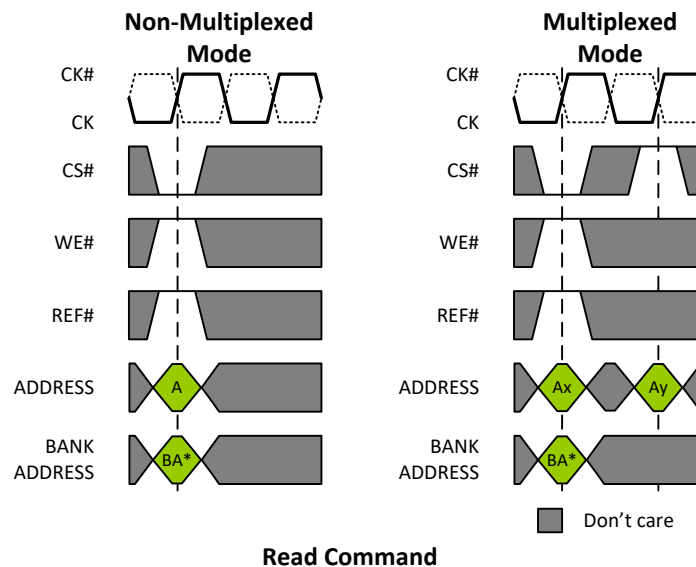 Non-Multiplexed
Mode
CK#
CK
CS#
WE#
REF#
ADDRESS
A
BANK
ADDRESS
BA*
Multiplexed
Mode
CK#
CK
CS#
WE#
REF#
ADDRESS
Ax
Ay
BANK
ADDRESS
BA*
Don't care
Read Command